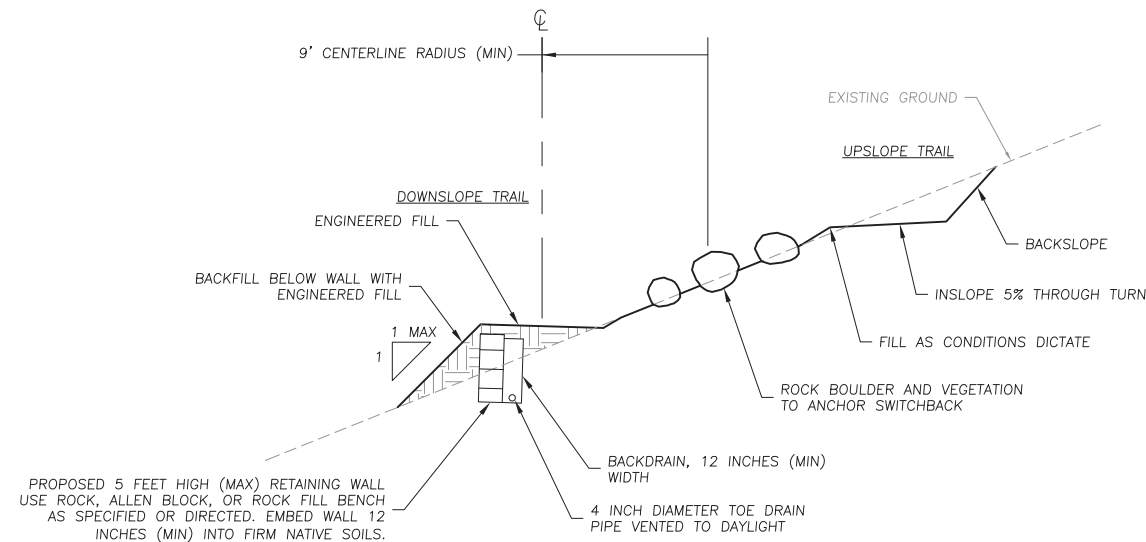 ℄
9' CENTERLINE RADIUS (MIN)
EXISTING GROUND
UPSLOPE TRAIL
DOWNSLOPE TRAIL
ENGINEERED FILL
BACKSLOPE
BACKFILL BELOW WALL WITH
ENGINEERED FILL
INSLOPE 5% THROUGH TURN
1 MAX
1
FILL AS CONDITIONS DICTATE
ROCK BOULDER AND VEGETATION
TO ANCHOR SWITCHBACK
BACKDRAIN, 12 INCHES (MIN)
WIDTH
PROPOSED 5 FEET HIGH (MAX) RETAINING WALL
USE ROCK, ALLEN BLOCK, OR ROCK FILL BENCH
AS SPECIFIED OR DIRECTED. EMBED WALL 12
INCHES (MIN) INTO FIRM NATIVE SOILS.
4 INCH DIAMETER TOE DRAIN
PIPE VENTED TO DAYLIGHT